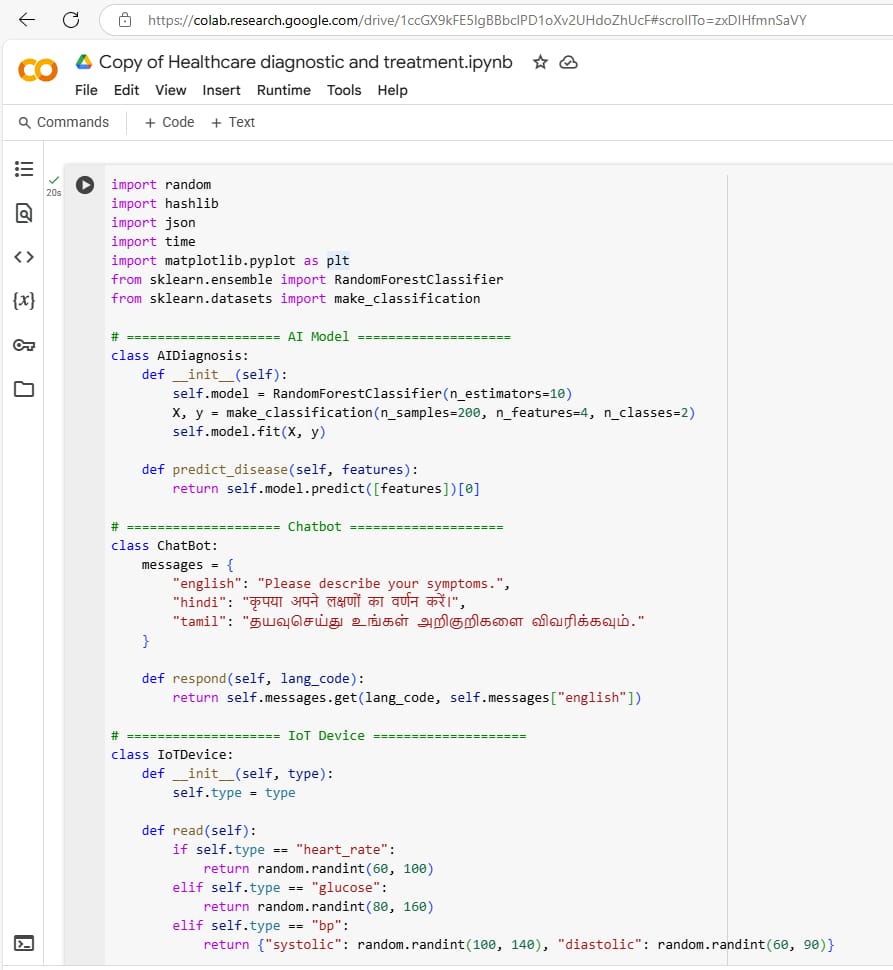 https://colab.research.google.com/drive/1ccGX9kFE5IgBBbclPD1oXv2UHdoZhUcF#scrollTo=zxDIHfmnSaVY
Copy of Healthcare diagnostic and treatment.ipynb
File Edit View Insert Runtime Tools Help
Commands + Code + Text
20s
import random
import hashlib
import json
import time
import matplotlib.pyplot as plt
from sklearn.ensemble import RandomForestClassifier
from sklearn.datasets import make_classification
# ==================== AI Model ====================
class AIDiagnosis:
    def __init__(self):
        self.model = RandomForestClassifier(n_estimators=10)
        X, y = make_classification(n_samples=200, n_features=4, n_classes=2)
        self.model.fit(X, y)
    def predict_disease(self, features):
        return self.model.predict([features])[0]
# ==================== Chatbot ====================
class ChatBot:
    messages = {
        "english": "Please describe your symptoms.",
        "hindi": "कृपया अपने लक्षणों का वर्णन करें।",
        "tamil": "தயவுசெய்து உங்கள் அறிகுறிகளை விவரிக்கவும்."
    }
    def respond(self, lang_code):
        return self.messages.get(lang_code, self.messages["english"])
# ==================== IoT Device ====================
class IoTDevice:
    def __init__(self, type):
        self.type = type
    def read(self):
        if self.type == "heart_rate":
            return random.randint(60, 100)
        elif self.type == "glucose":
            return random.randint(80, 160)
        elif self.type == "bp":
            return {"systolic": random.randint(100, 140), "diastolic": random.randint(60, 90)}